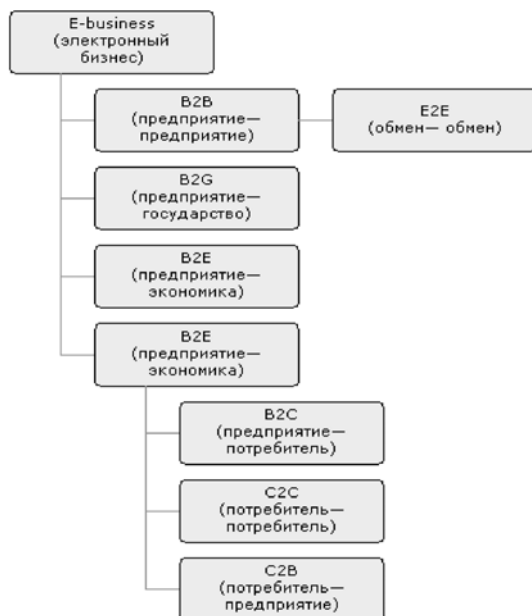 E-business
(электронный
бизнес)
B2B
(предприятие—
предприятие)
E2E
(обмен— обмен)
B2G
(предприятие—
государство)
B2E
(предприятие—
экономика)
B2E
(предприятие—
экономика)
B2C
(предприятие—
потребитель)
C2C
(потребитель—
потребитель)
C2B
(потребитель—
предприятие)